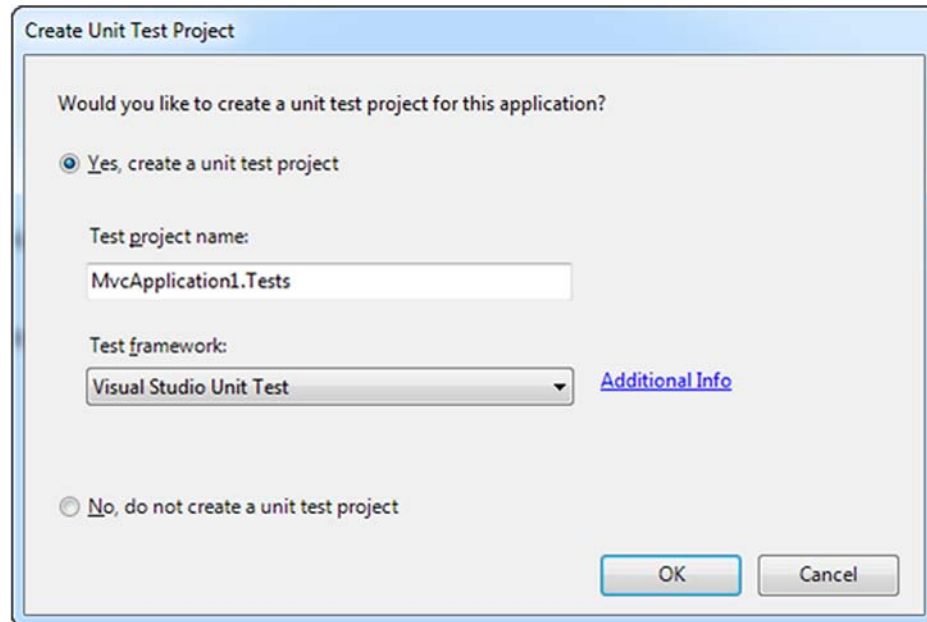 Create Unit Test Project
Would you like to create a unit test project for this application?
Yes, create a unit test project
Test project name:
MvcApplication1.Tests
Test framework:
Visual Studio Unit Test
Additional Info
No, do not create a unit test project
OK
Cancel